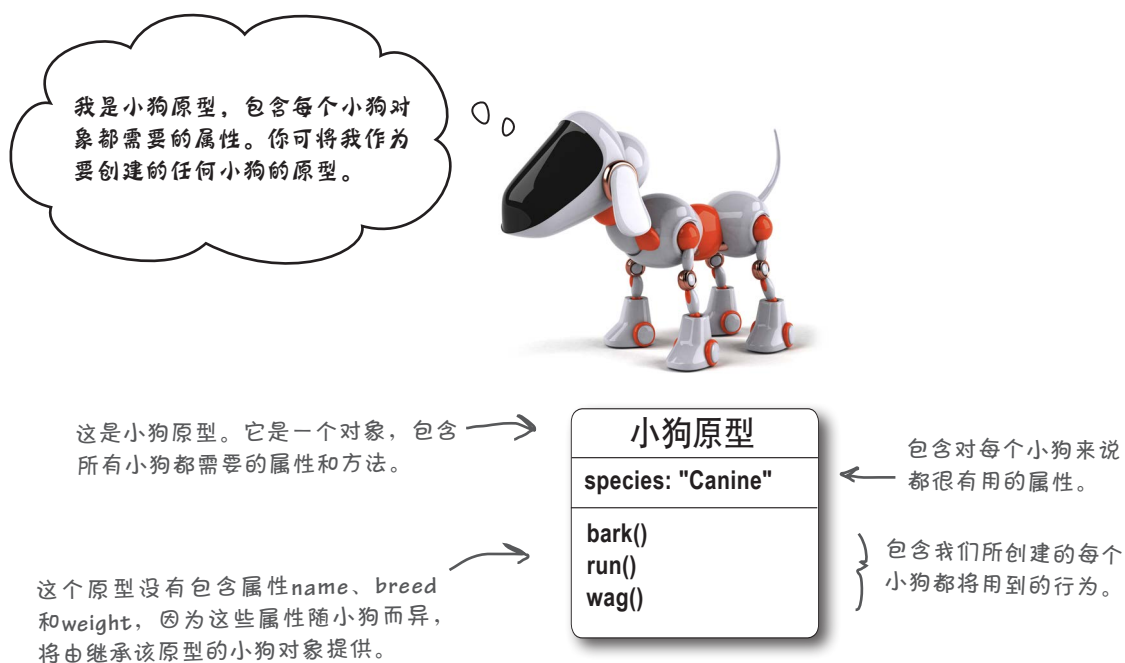 我是小狗原型，包含每个小狗对
象都需要的属性。你可将我作为
要创建的任何小狗的原型。
这是小狗原型。它是一个对象，包含
所有小狗都需要的属性和方法。
小狗原型
species: "Canine"
bark()
run()
wag()
包含对每个小狗来说
都很有用的属性。
包含我们所创建的每个
小狗都将用到的行为。
这个原型没有包含属性name、breed
和weight，因为这些属性随小狗而异，
将由继承该原型的小狗对象提供。